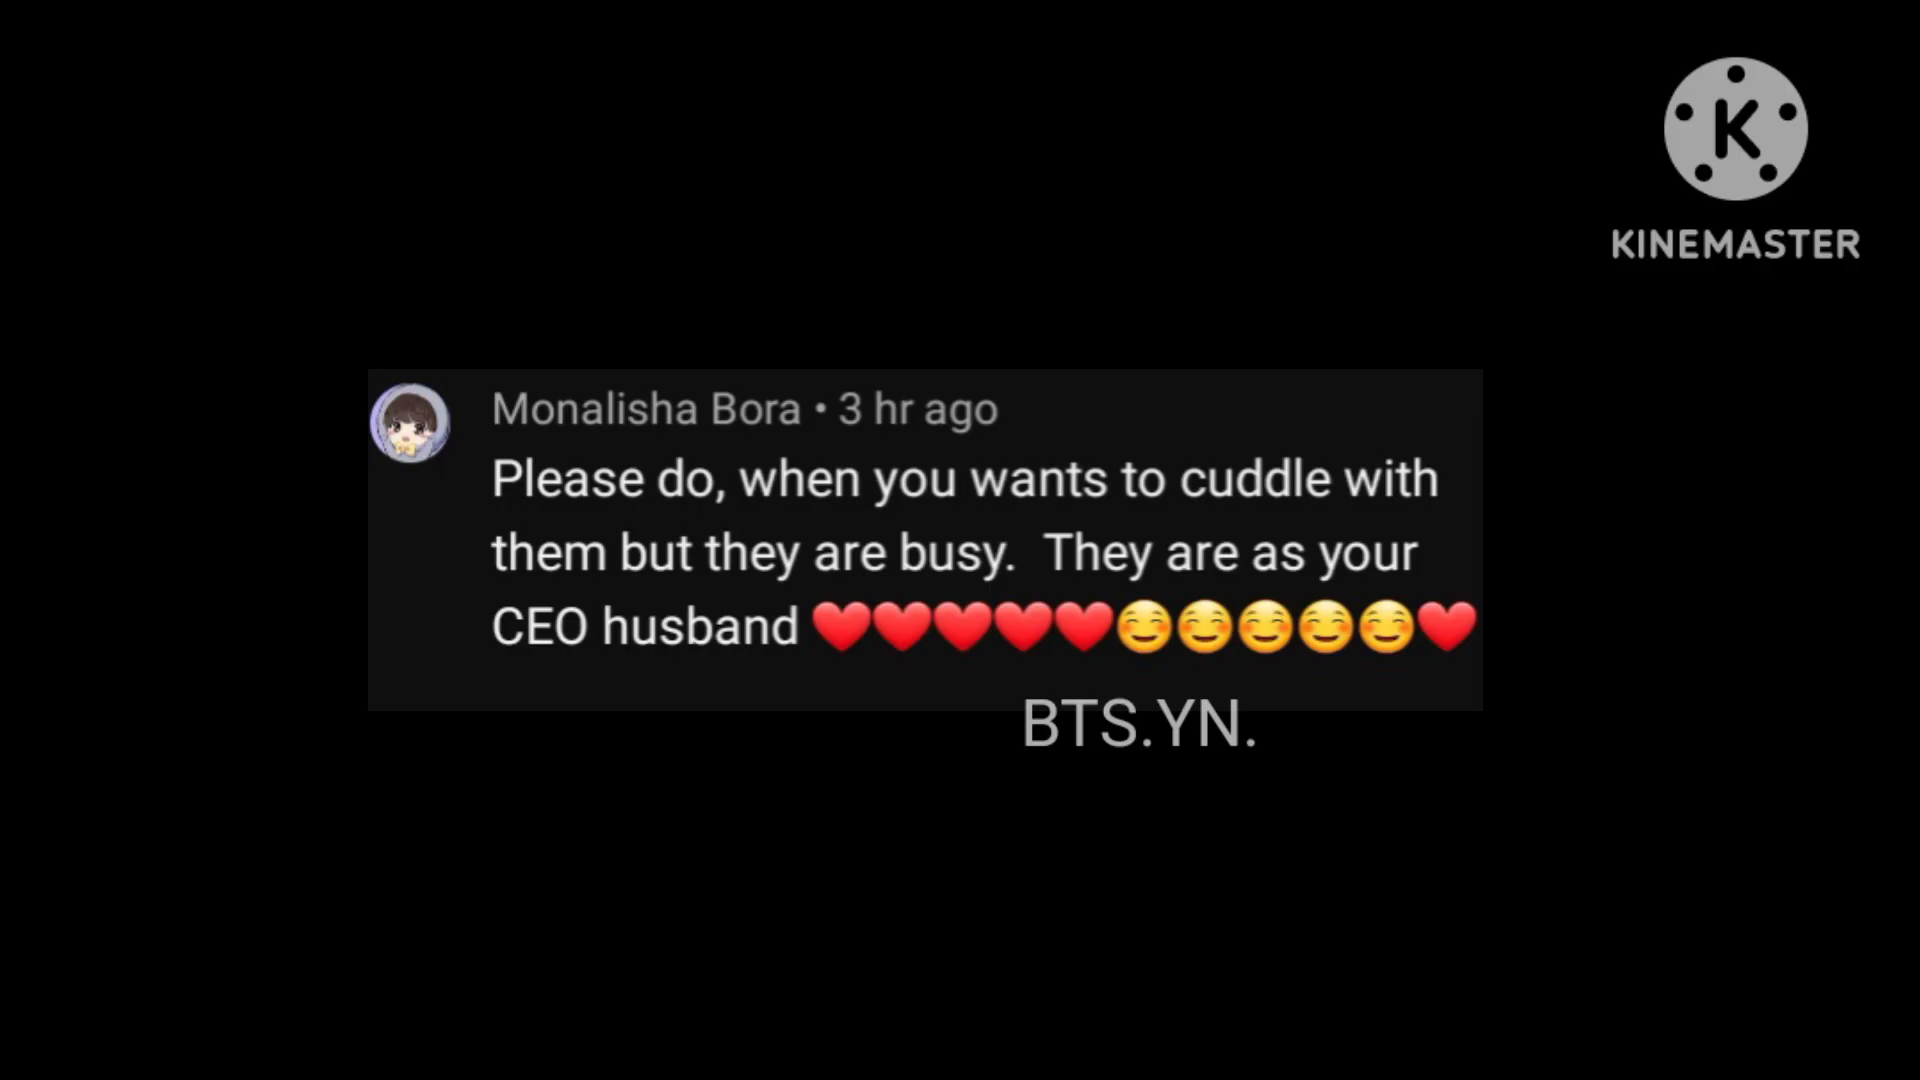 K
KINEMASTER
Monalisha Bora • 3 hr ago
Please do, when you wants to cuddle with
them but they are busy.  They are as your
CEO husband ❤️❤️❤️❤️❤️☺️☺️☺️☺️☺️❤️
BTS.YN.